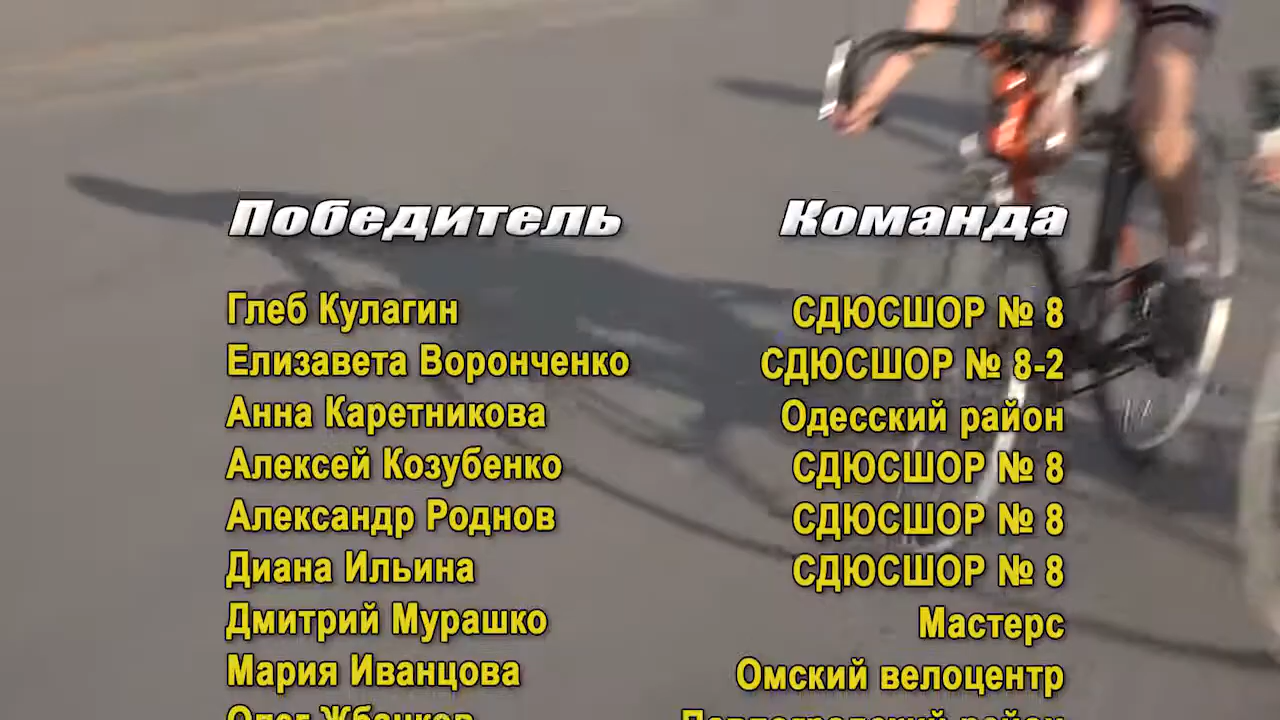 Победитель Команда
Глеб Кулагин СДЮСШОР № 8
Елизавета Воронченко СДЮСШОР № 8-2
Анна Каретникова Одесский район
Алексей Козубенко СДЮСШОР № 8
Александр Роднов СДЮСШОР № 8
Диана Ильина СДЮСШОР № 8
Дмитрий Мурашко Мастерс
Мария Иванцова Омский велоцентр
Олег район